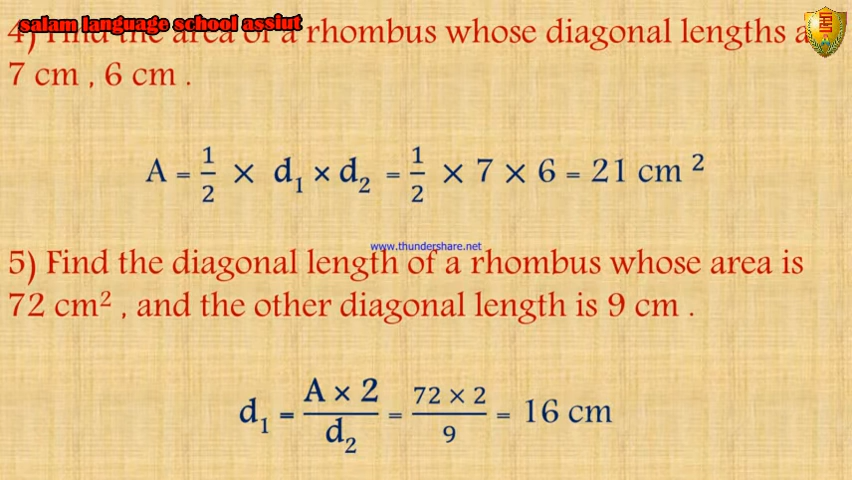 salam language school assiut
4) Find the area of a rhombus whose diagonal lengths a
7 cm , 6 cm .
A = 1/2 × d₁ × d₂ = 1/2 × 7 × 6 = 21 cm ²
www.thundershare.net
5) Find the diagonal length of a rhombus whose area is
72 cm² , and the other diagonal length is 9 cm .
d₁ = A × 2 / d₂ = 72 × 2 / 9 = 16 cm